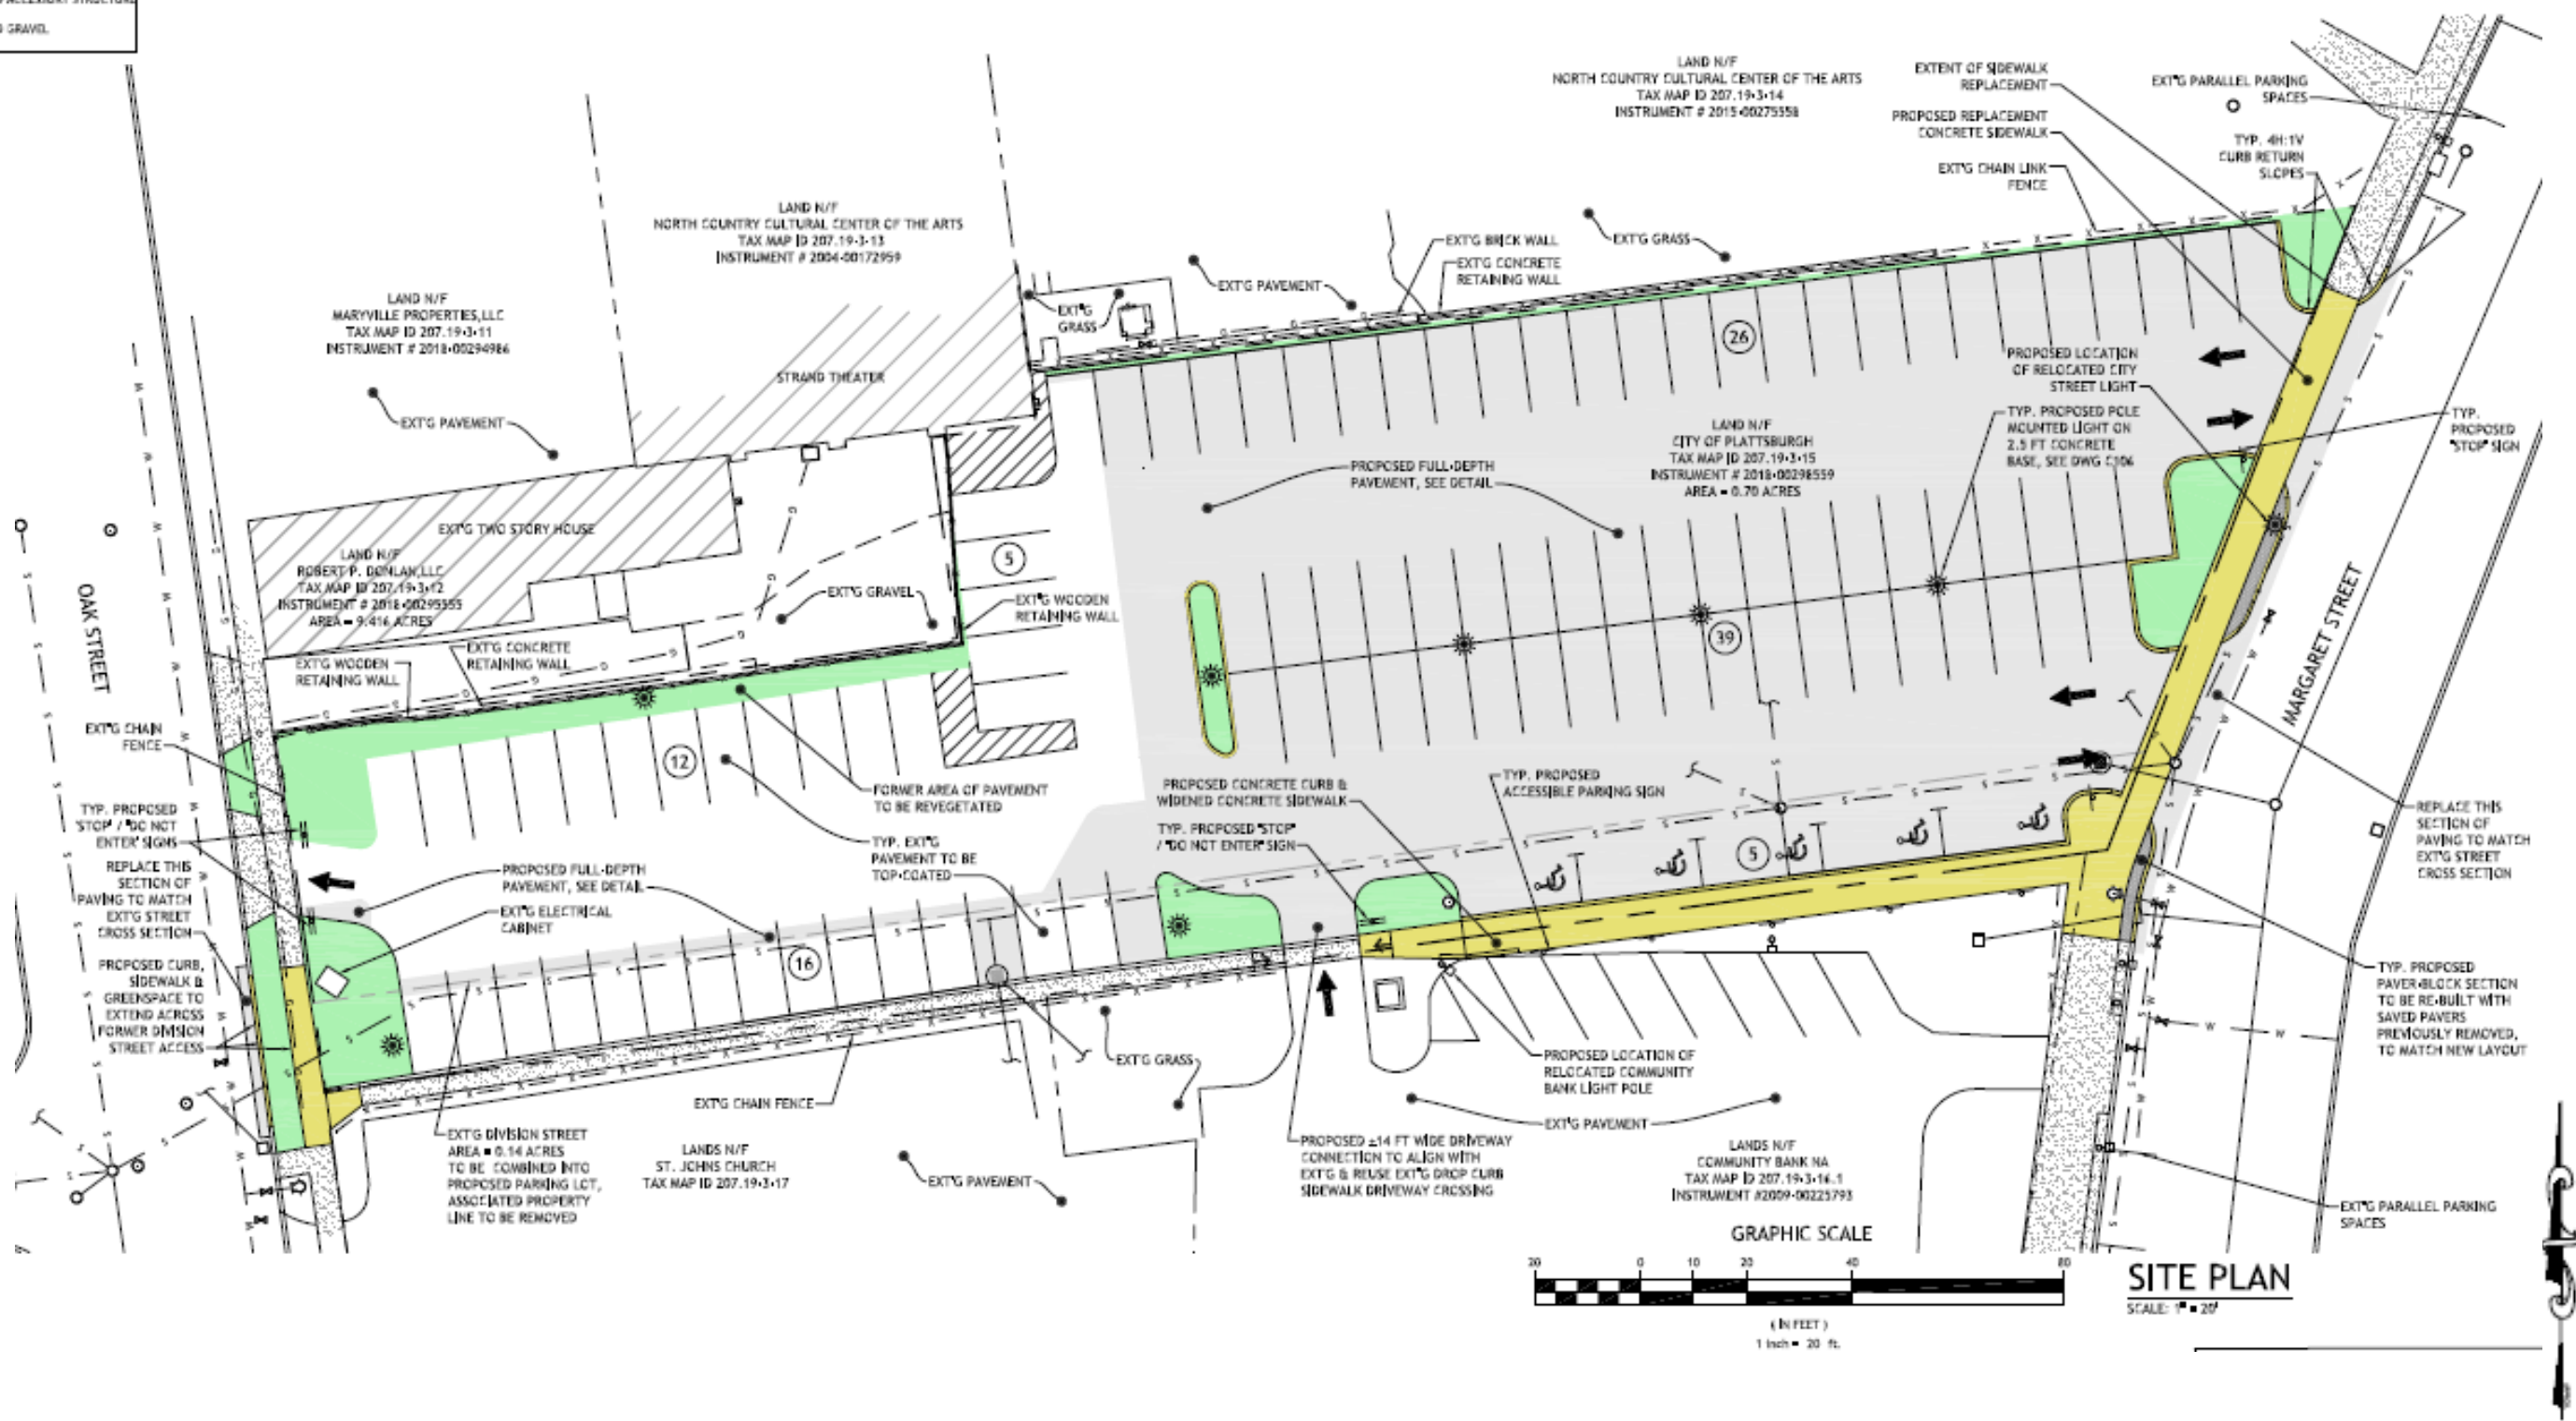 GRAVEL
LAND N/F
NORTH COUNTRY CULTURAL CENTER OF THE ARTS
TAX MAP ID 207.19-3-14
INSTRUMENT # 2015-00275558
EXTENT OF SIDEWALK
REPLACEMENT
PROPOSED REPLACEMENT
CONCRETE SIDEWALK
EXT'G CHAIN LINK
FENCE
EXT'G PARALLEL PARKING
SPACES
TYP. 4H:1V
CURB RETURN
SLOPES
LAND N/F
NORTH COUNTRY CULTURAL CENTER OF THE ARTS
TAX MAP ID 207.19-3-13
INSTRUMENT # 2004-00172959
EXT'G BRICK WALL
EXT'G CONCRETE
RETAINING WALL
EXT'G GRASS
EXT'G PAVEMENT
EXT'G
GRASS
LAND N/F
MARYVILLE PROPERTIES,LLC
TAX MAP ID 207.19-3-11
INSTRUMENT # 2018-00294986
EXT'G PAVEMENT
STRAND THEATER
26
PROPOSED LOCATION
OF RELOCATED CITY
STREET LIGHT
TYP. PROPOSED POLE
MOUNTED LIGHT ON
2.5 FT CONCRETE
BASE, SEE DWG C106
TYP.
PROPOSED
"STOP" SIGN
LAND N/F
CITY OF PLATTSBURGH
TAX MAP ID 207.19-3-15
INSTRUMENT # 2018-00298559
AREA = 0.70 ACRES
PROPOSED FULL-DEPTH
PAVEMENT, SEE DETAIL
EXT'G TWO STORY HOUSE
LAND N/F
ROBERT P. DONLAN,LLC
TAX MAP ID 207.19-3-12
INSTRUMENT # 2018-00295555
AREA = 9.416 ACRES
5
EXT'G GRAVEL
EXT'G WOODEN
RETAINING WALL
EXT'G CONCRETE
RETAINING WALL
EXT'G WOODEN
RETAINING WALL
OAK STREET
39
MARGARET STREET
EXT'G CHAIN
FENCE
12
FORMER AREA OF PAVEMENT
TO BE REVEGETATED
PROPOSED CONCRETE CURB &
WIDENED CONCRETE SIDEWALK
TYP. PROPOSED
ACCESSIBLE PARKING SIGN
TYP. PROPOSED "STOP"
/ "DO NOT ENTER" SIGN
TYP. PROPOSED
"STOP" / "DO NOT
ENTER" SIGNS
TYP. EXT'G
PAVEMENT TO BE
TOP-COATED
5
REPLACE THIS
SECTION OF
PAVING TO MATCH
EXT'G STREET
CROSS SECTION
REPLACE THIS
SECTION OF
PAVING TO MATCH
EXT'G STREET
CROSS SECTION
PROPOSED FULL-DEPTH
PAVEMENT, SEE DETAIL
EXT'G ELECTRICAL
CABINET
16
PROPOSED CURB,
SIDEWALK &
GREENSPACE TO
EXTEND ACROSS
FORMER DIVISION
STREET ACCESS
TYP. PROPOSED
PAVER-BLOCK SECTION
TO BE RE-BUILT WITH
SAVED PAVERS
PREVIOUSLY REMOVED,
TO MATCH NEW LAYOUT
EXT'G GRASS
PROPOSED LOCATION OF
RELOCATED COMMUNITY
BANK LIGHT POLE
EXT'G CHAIN FENCE
EXT'G PAVEMENT
EXT'G DIVISION STREET
AREA = 0.14 ACRES
TO BE COMBINED INTO
PROPOSED PARKING LOT,
ASSOCIATED PROPERTY
LINE TO BE REMOVED
LANDS N/F
ST. JOHNS CHURCH
TAX MAP ID 207.19-3-17
EXT'G PAVEMENT
PROPOSED ±14 FT WIDE DRIVEWAY
CONNECTION TO ALIGN WITH
EXT'G & REUSE EXT'G DROP CURB
SIDEWALK DRIVEWAY CROSSING
LANDS N/F
COMMUNITY BANK NA
TAX MAP ID 207.19-3-16.1
INSTRUMENT #2009-00225793
EXT'G PARALLEL PARKING
SPACES
GRAPHIC SCALE
20 0 10 20 40 80
( IN FEET )
1 inch = 20 ft.
SITE PLAN
SCALE: 1" = 20'